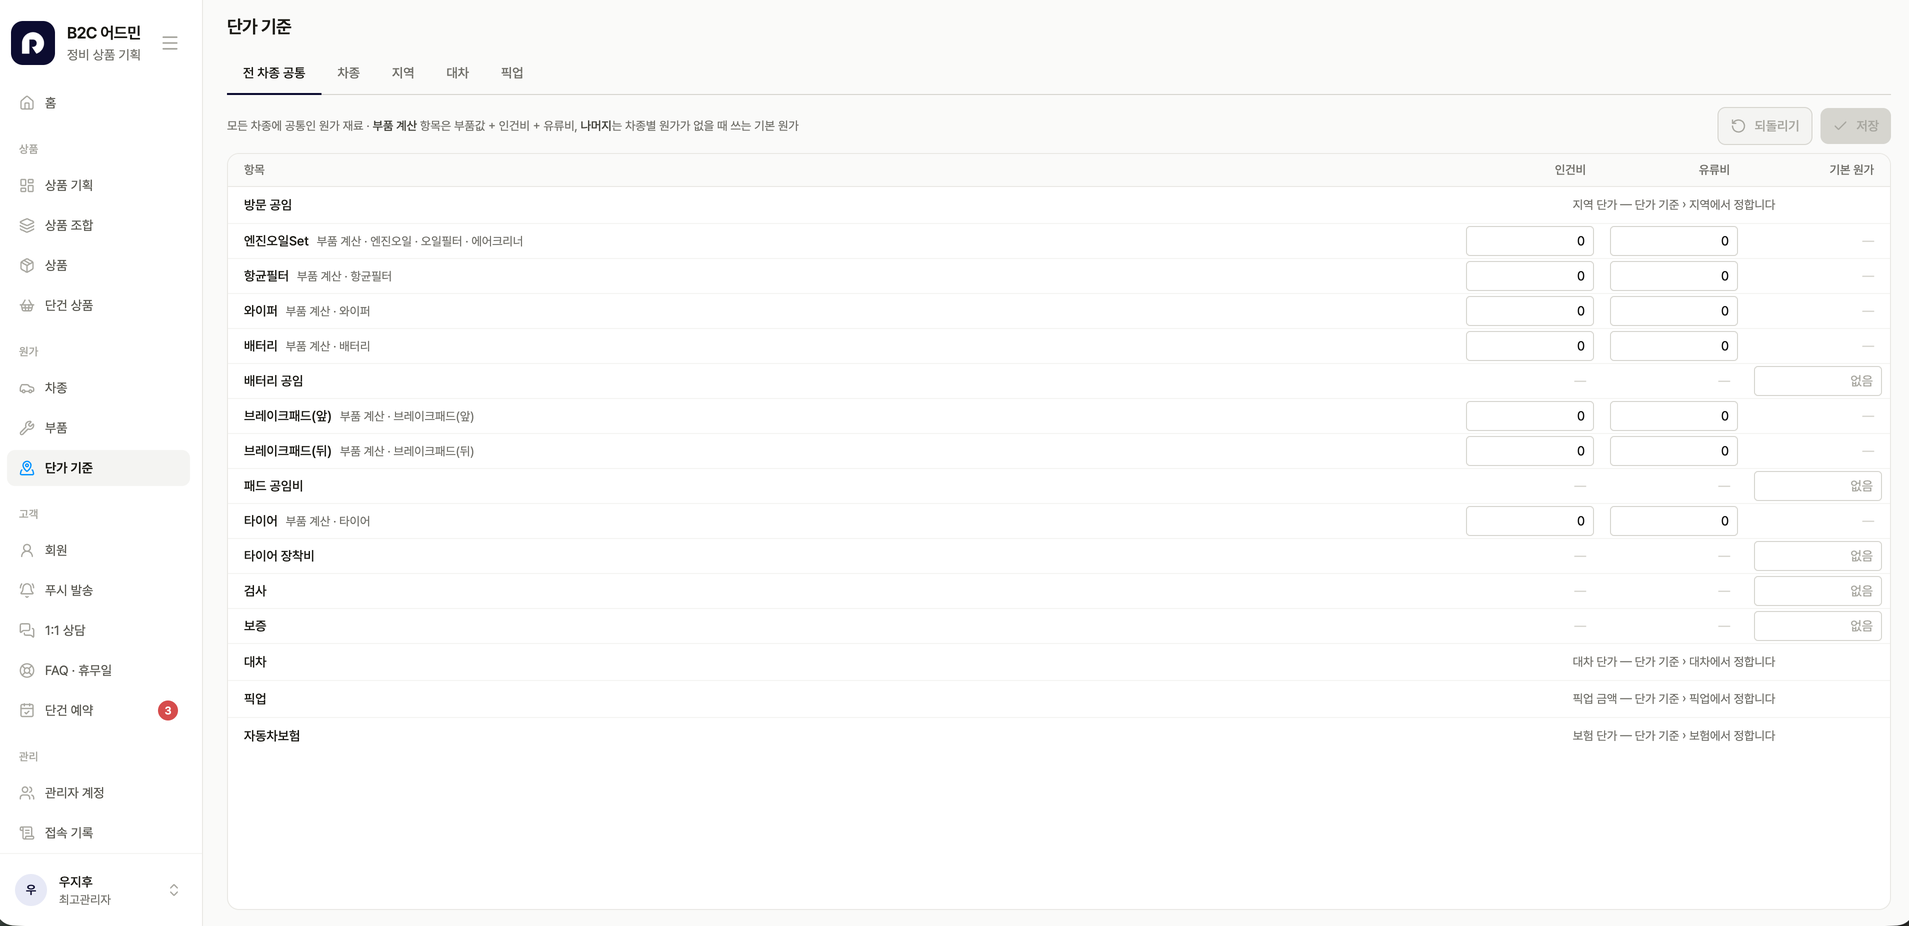 B2C 어드민
정비 상품 기획
홈
상품
상품 기획
상품 조합
상품
단건 상품
원가
차종
부품
단가 기준
고객
회원
푸시 발송
1:1 상담
FAQ · 휴무일
단건 예약 3
관리
관리자 계정
접속 기록
우 우지후
최고관리자
단가 기준
전 차종 공통 차종 지역 대차 픽업
모든 차종에 공통인 원가 재료 · 부품 계산 항목은 부품값 + 인건비 + 유류비, 나머지는 차종별 원가가 없을 때 쓰는 기본 원가 되돌리기 저장
항목 인건비 유류비 기본 원가
방문 공임 지역 단가 — 단가 기준 › 지역에서 정합니다
엔진오일Set 부품 계산 · 엔진오일 · 오일필터 · 에어크리너 0 0 —
항균필터 부품 계산 · 항균필터 0 0 —
와이퍼 부품 계산 · 와이퍼 0 0 —
배터리 부품 계산 · 배터리 0 0 —
배터리 공임 — — 없음
브레이크패드(앞) 부품 계산 · 브레이크패드(앞) 0 0 —
브레이크패드(뒤) 부품 계산 · 브레이크패드(뒤) 0 0 —
패드 공임비 — — 없음
타이어 부품 계산 · 타이어 0 0 —
타이어 장착비 — — 없음
검사 — — 없음
보증 — — 없음
대차 대차 단가 — 단가 기준 › 대차에서 정합니다
픽업 픽업 금액 — 단가 기준 › 픽업에서 정합니다
자동차보험 보험 단가 — 단가 기준 › 보험에서 정합니다